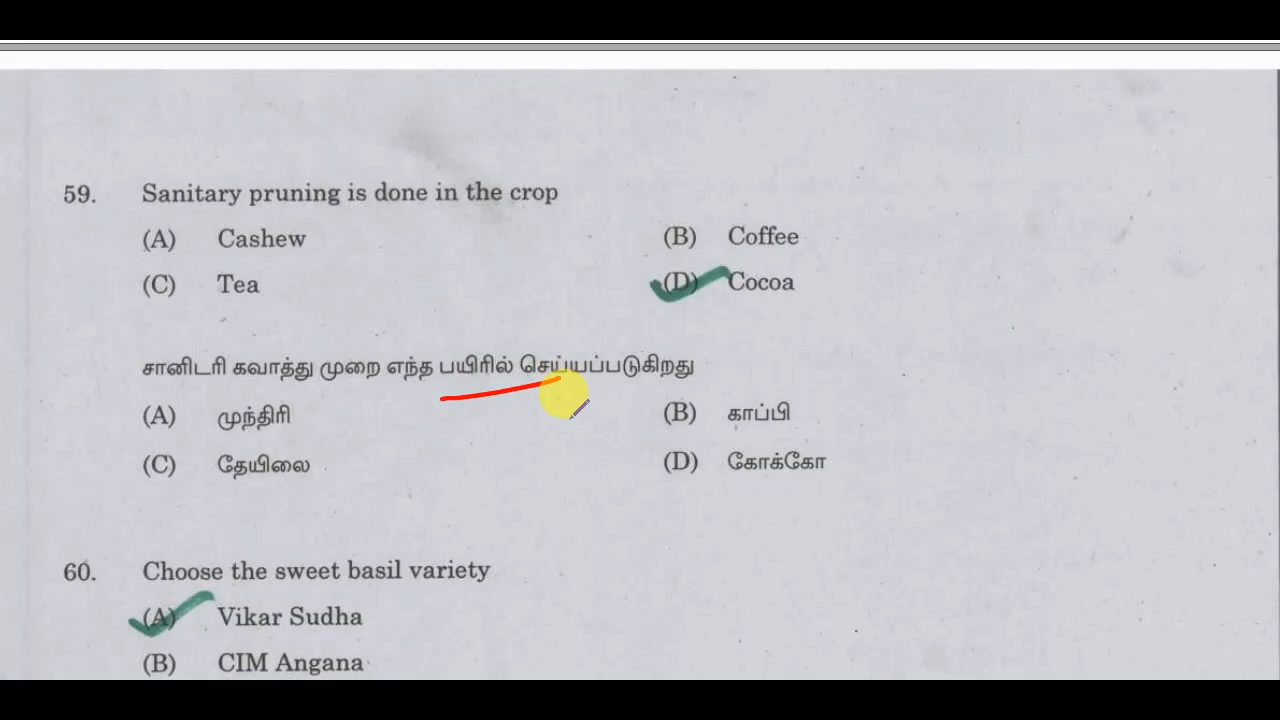 59. Sanitary pruning is done in the crop
(A) Cashew (B) Coffee
(C) Tea (D) Cocoa
சானிடரி கவாத்து முறை எந்த பயிரில் செய்யப்படுகிறது
(A) முந்திரி (B) காப்பி
(C) தேயிலை (D) கோக்கோ
60. Choose the sweet basil variety
(A) Vikar Sudha
(B) CIM Angana